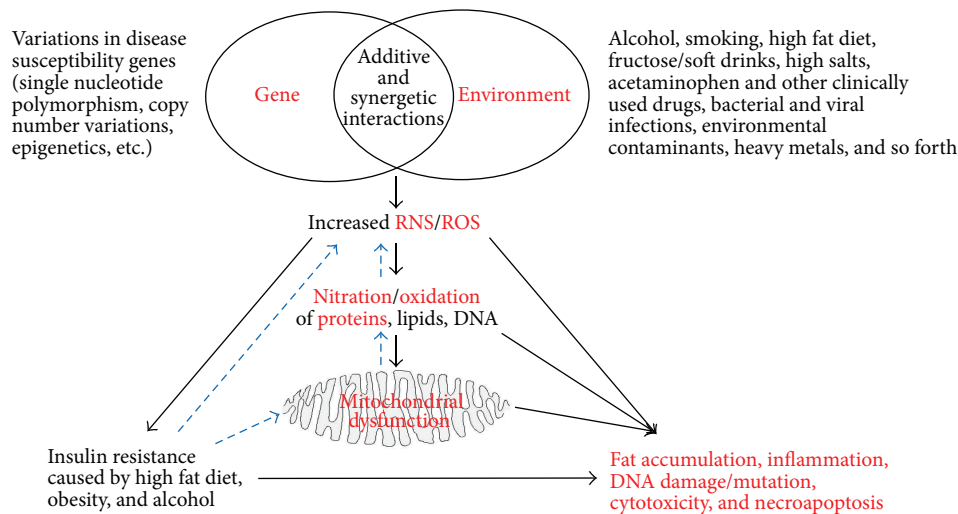 Variations in disease
susceptibility genes
(single nucleotide
polymorphism, copy
number variations,
epigenetics, etc.)
Gene
Additive
and
synergetic
interactions
Environment
Alcohol, smoking, high fat diet,
fructose/soft drinks, high salts,
acetaminophen and other clinically
used drugs, bacterial and viral
infections, environmental
contaminants, heavy metals, and so forth
Increased RNS/ROS
Nitration/oxidation
of proteins, lipids, DNA
Mitochondrial
dysfunction
Insulin resistance
caused by high fat diet,
obesity, and alcohol
Fat accumulation, inflammation,
DNA damage/mutation,
cytotoxicity, and necroapoptosis